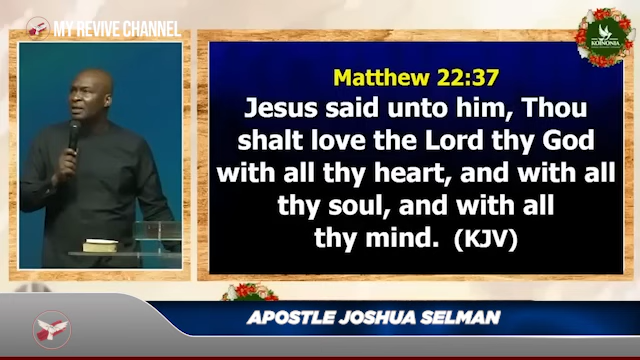 MY REVIVE CHANNEL
KOINONIA
Matthew 22:37
Jesus said unto him, Thou
shalt love the Lord thy God
with all thy heart, and with all
thy soul, and with all
thy mind. (KJV)
APOSTLE JOSHUA SELMAN